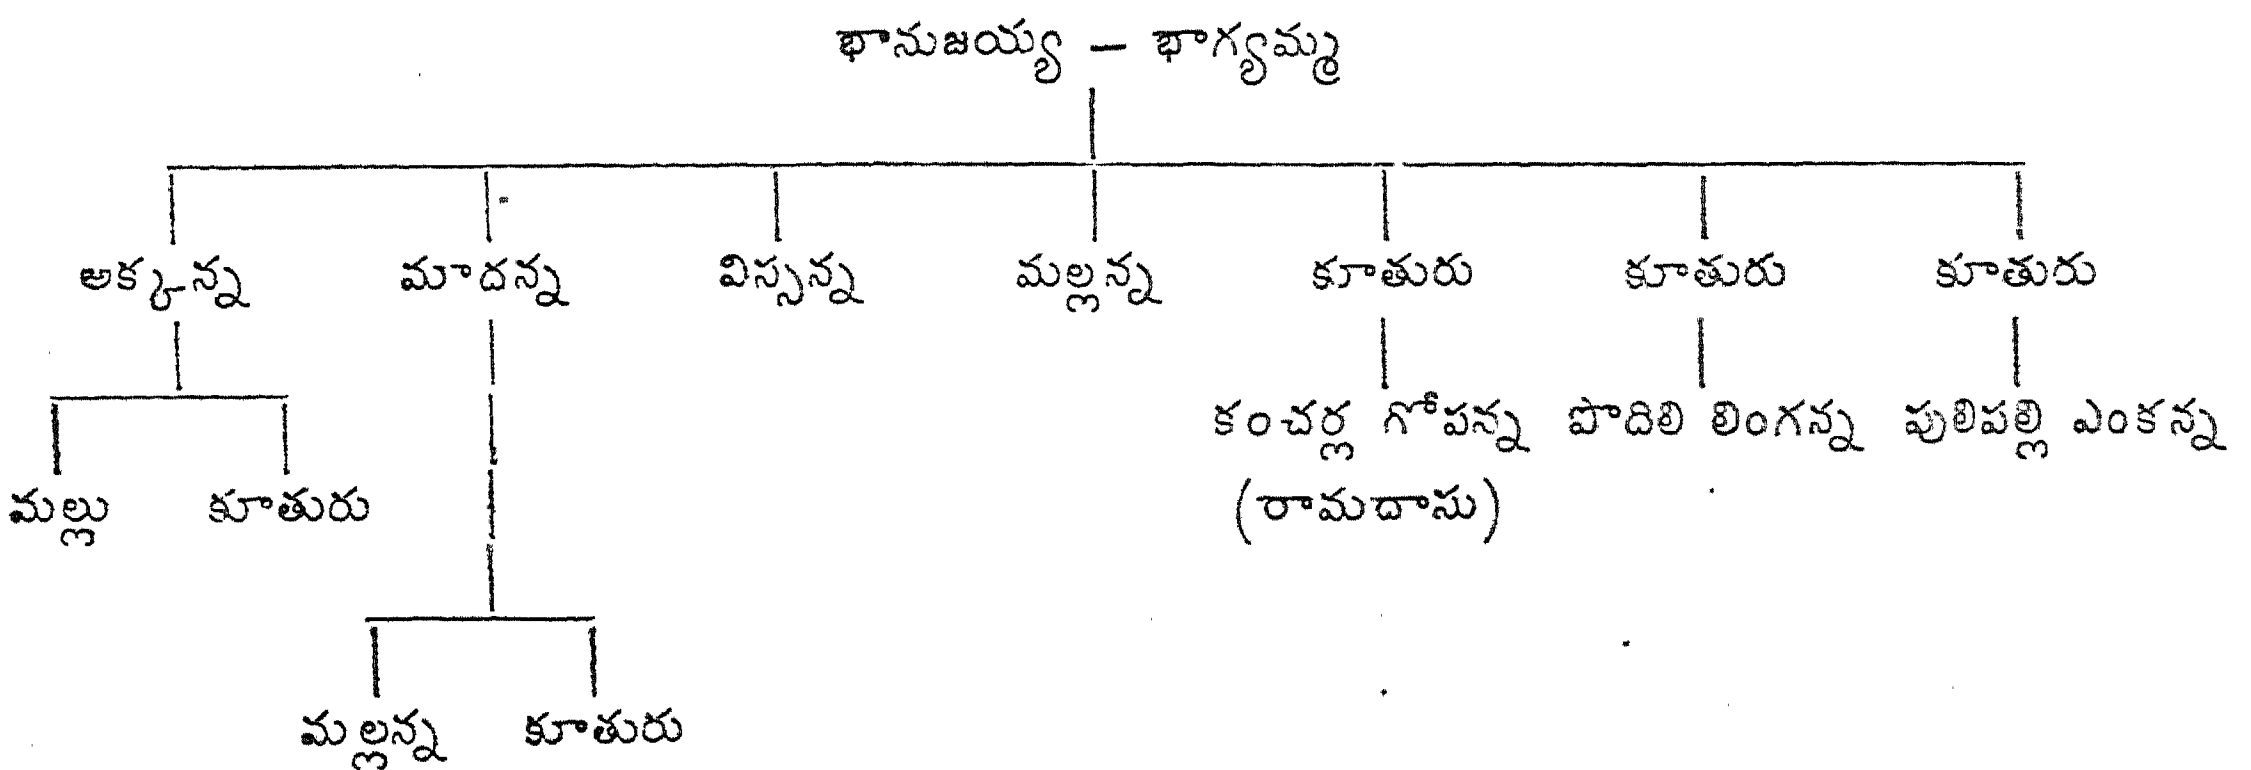 భానుజయ్య – భాగ్యమ్మ
అక్కన్న మాదన్న విస్సన్న మల్లన్న కూతురు కూతురు కూతురు
కంచర్ల గోపన్న పొదిలి లింగన్న పులిపల్లి ఎంకన్న
మల్లు కూతురు (రామదాసు)
మల్లన్న కూతురు